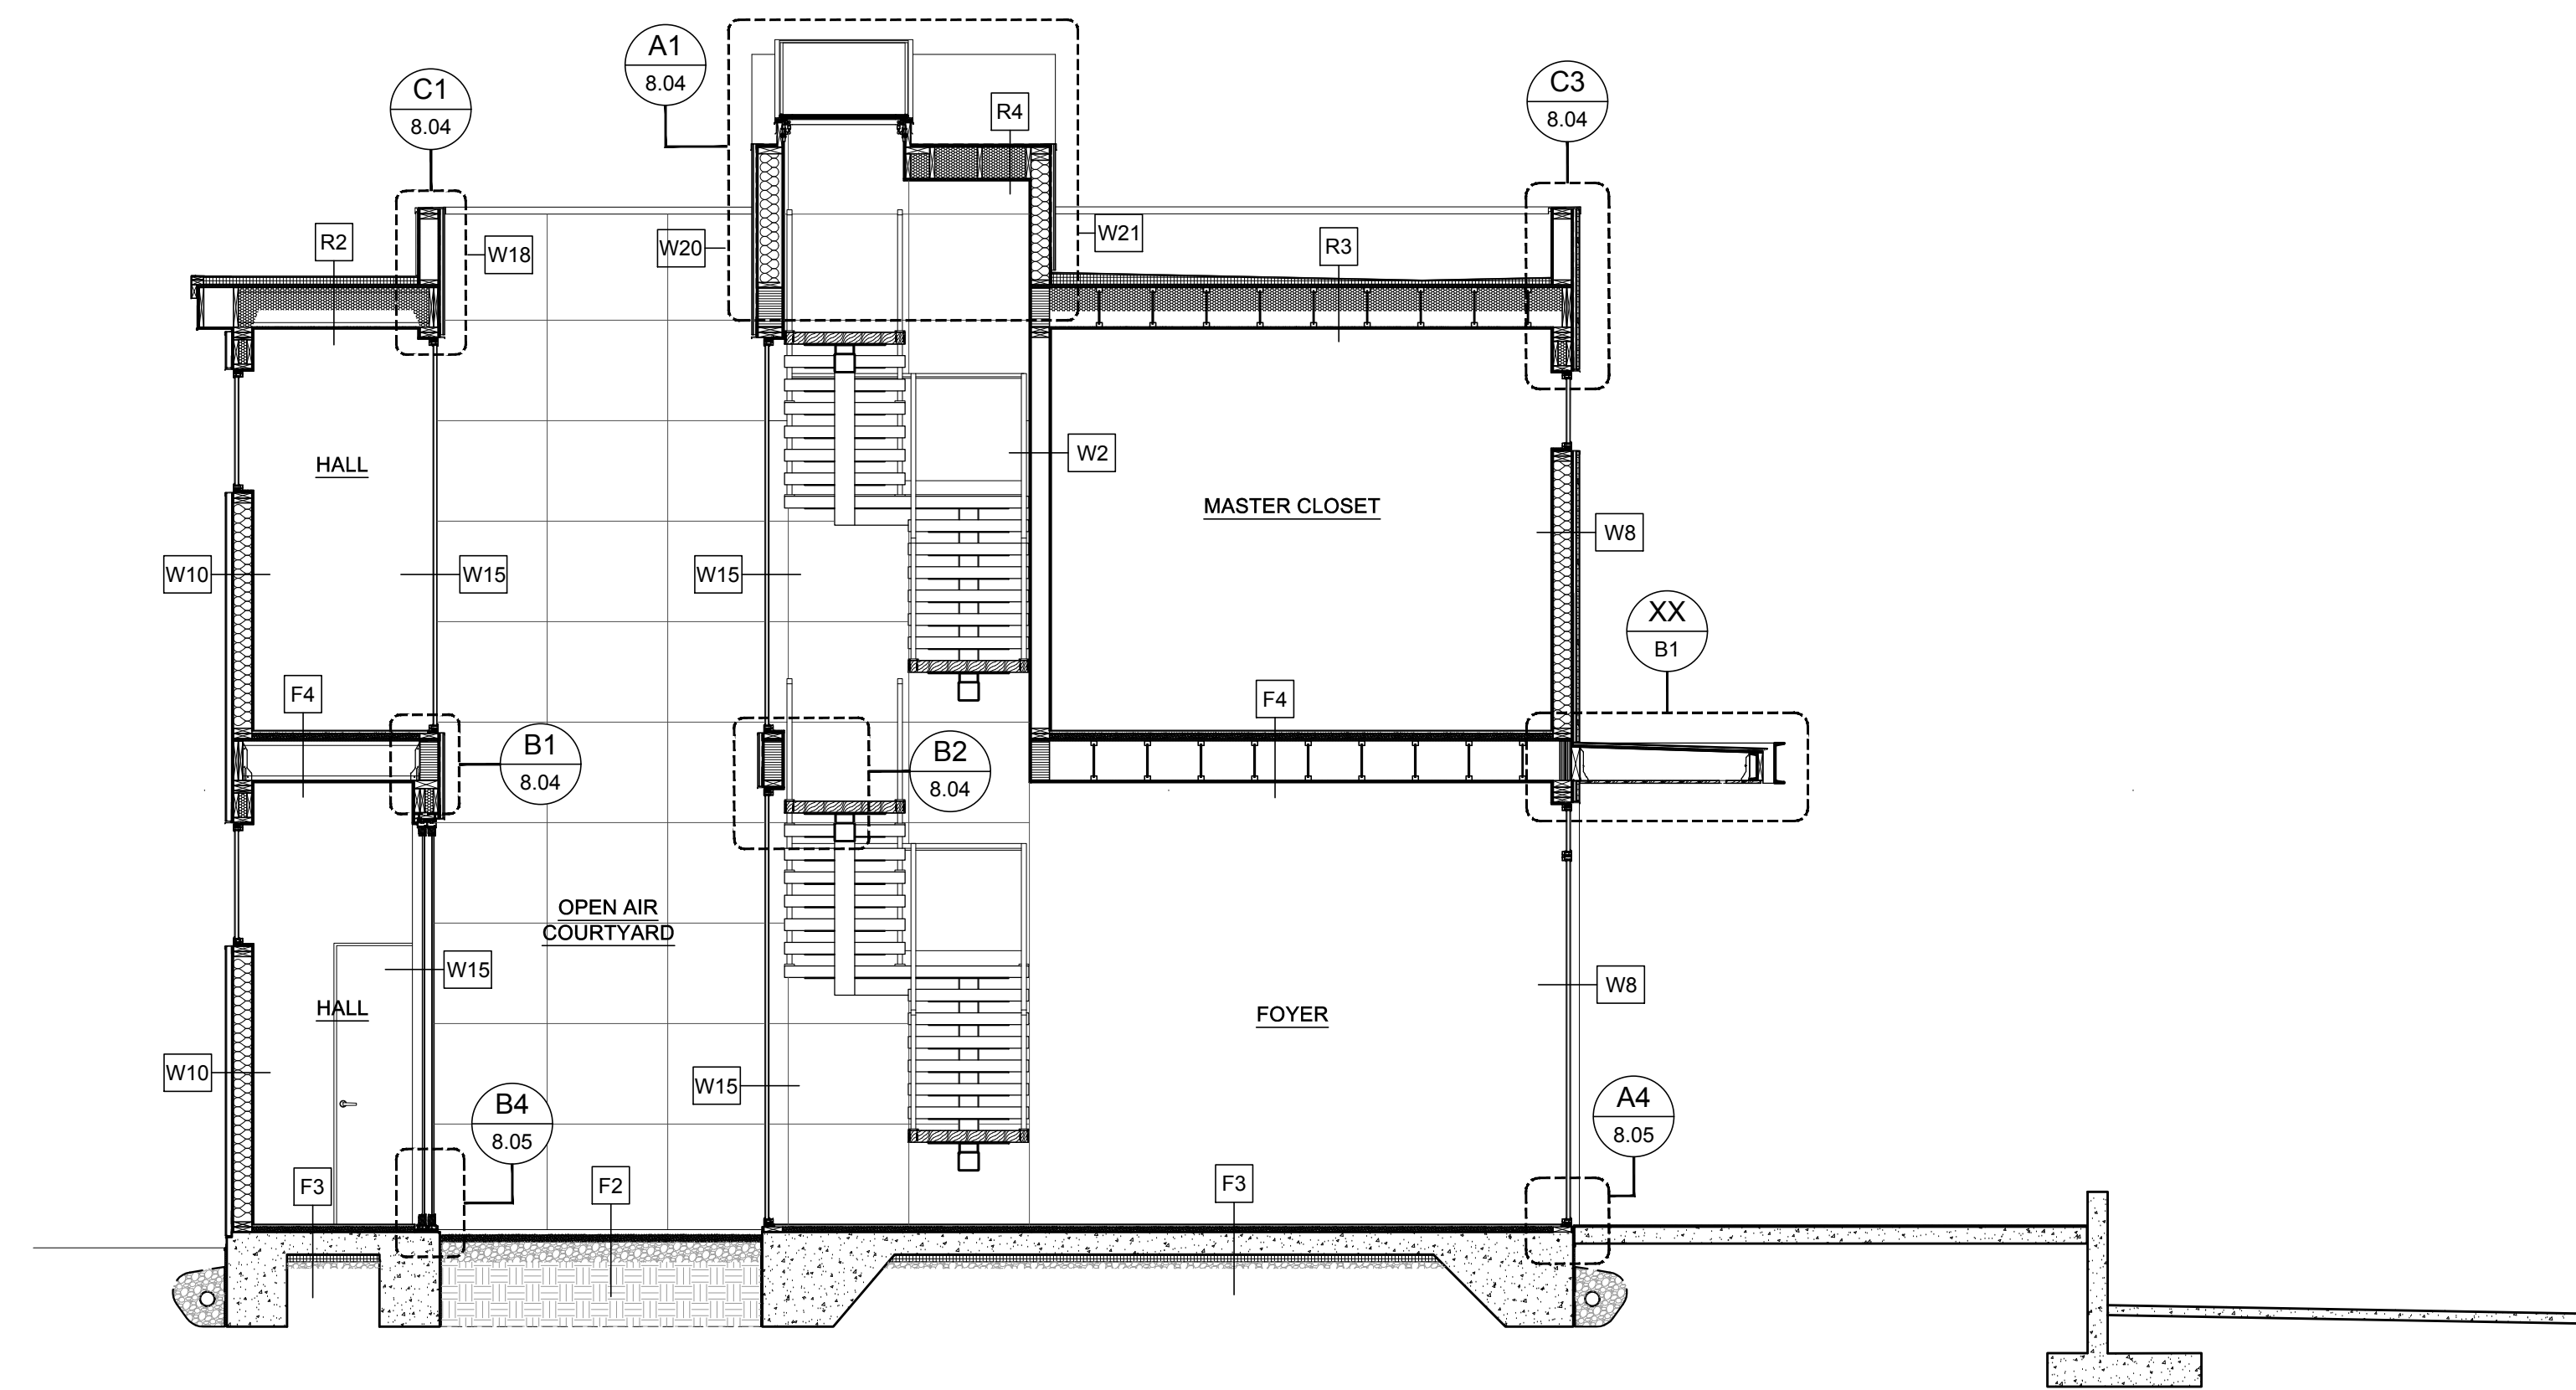 A1
8.04
C3
8.04
C1
8.04
R4
R2
W18
W20
W21
R3
HALL
W2
MASTER CLOSET
W8
W10
W15
W15
XX
B1
F4
F4
B1
8.04
B2
8.04
OPEN AIR
COURTYARD
W15
W8
HALL
FOYER
W10
W15
B4
8.05
A4
8.05
F3
F2
F3